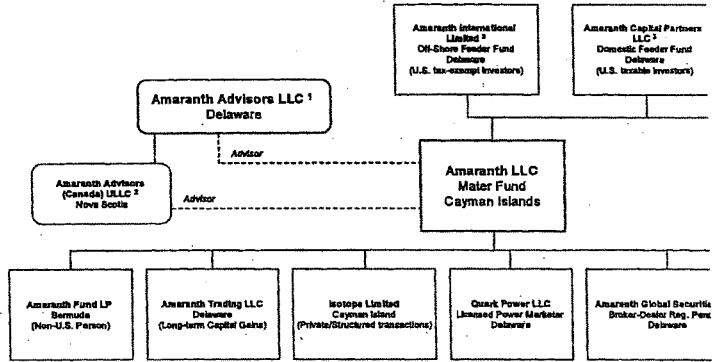 Amaranth International
Limited ³
Off-Shore Feeder Fund
Delaware
(U.S. tax-exempt investors)
Amaranth Capital Partners
LLC ³
Domestic Feeder Fund
Delaware
(U.S. taxable investors)
Amaranth Advisors LLC ¹
Delaware
Advisor
Amaranth LLC
Mater Fund
Cayman Islands
Amaranth Advisors
(Canada) ULLC ²
Nova Scotia
Advisor
Amaranth Fund LP
Bermuda
(Non-U.S. Person)
Amaranth Trading LLC
Delaware
(Long-term Capital Gains)
Isotope Limited
Cayman Island
(Private/Structured transactions)
Quark Power LLC
Licensed Power Marketer
Delaware
Amaranth Global Securitie
Broker-Dealer Reg. Pend
Delaware